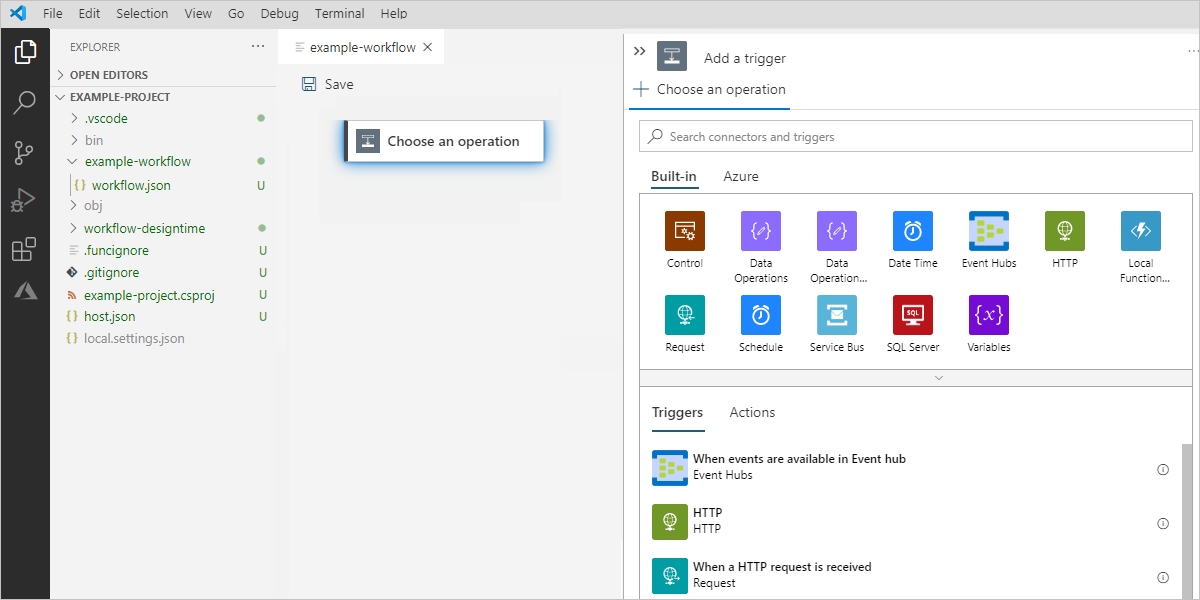 File Edit Selection View Go Debug Terminal Help
EXPLORER ...
OPEN EDITORS
EXAMPLE-PROJECT
.vscode
bin
example-workflow
{} workflow.json U
obj
workflow-designtime
.funcignore U
.gitignore U
example-project.csproj U
{} host.json U
{} local.settings.json
example-workflow
Save
Choose an operation
Add a trigger
Choose an operation
Search connectors and triggers
Built-in Azure
Control
Data
Operations
Data
Operation...
Date Time
Event Hubs
HTTP
Local
Function...
Request
Schedule
Service Bus
SQL
SQL Server
{x}
Variables
Triggers Actions
When events are available in Event hub
Event Hubs
HTTP
HTTP
When a HTTP request is received
Request